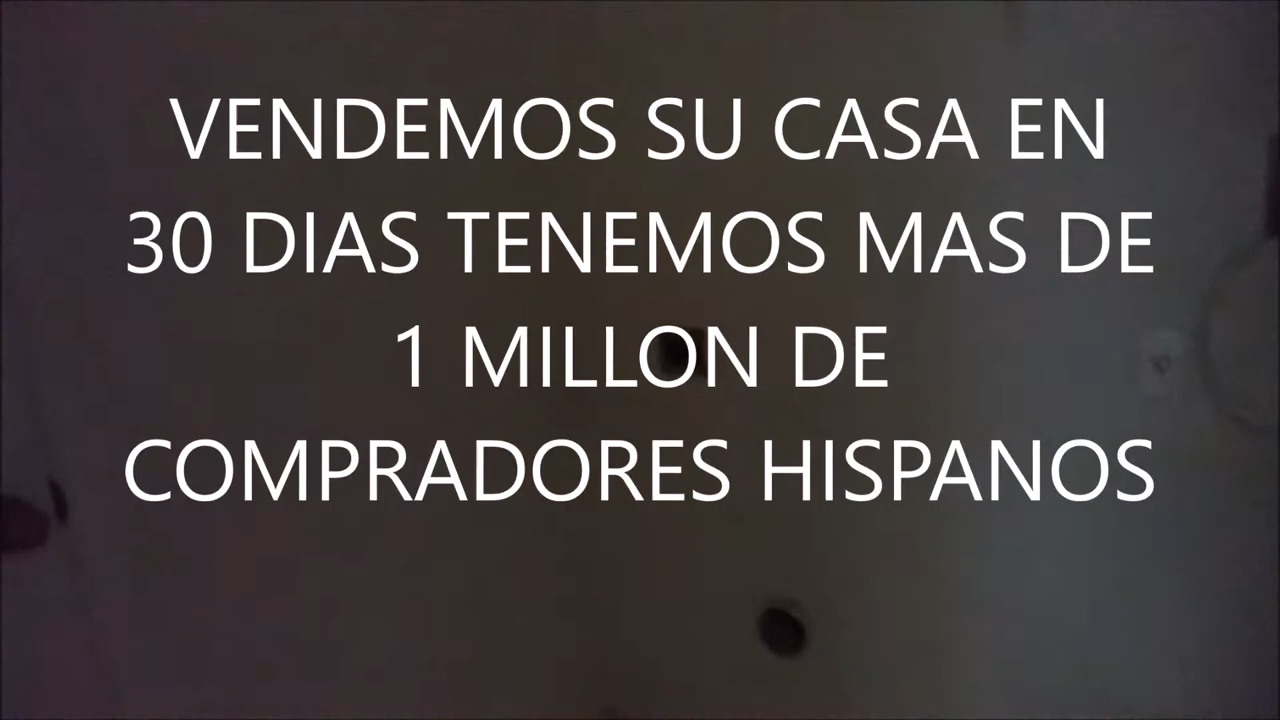 VENDEMOS SU CASA EN
30 DIAS TENEMOS MAS DE
1 MILLON DE
COMPRADORES HISPANOS